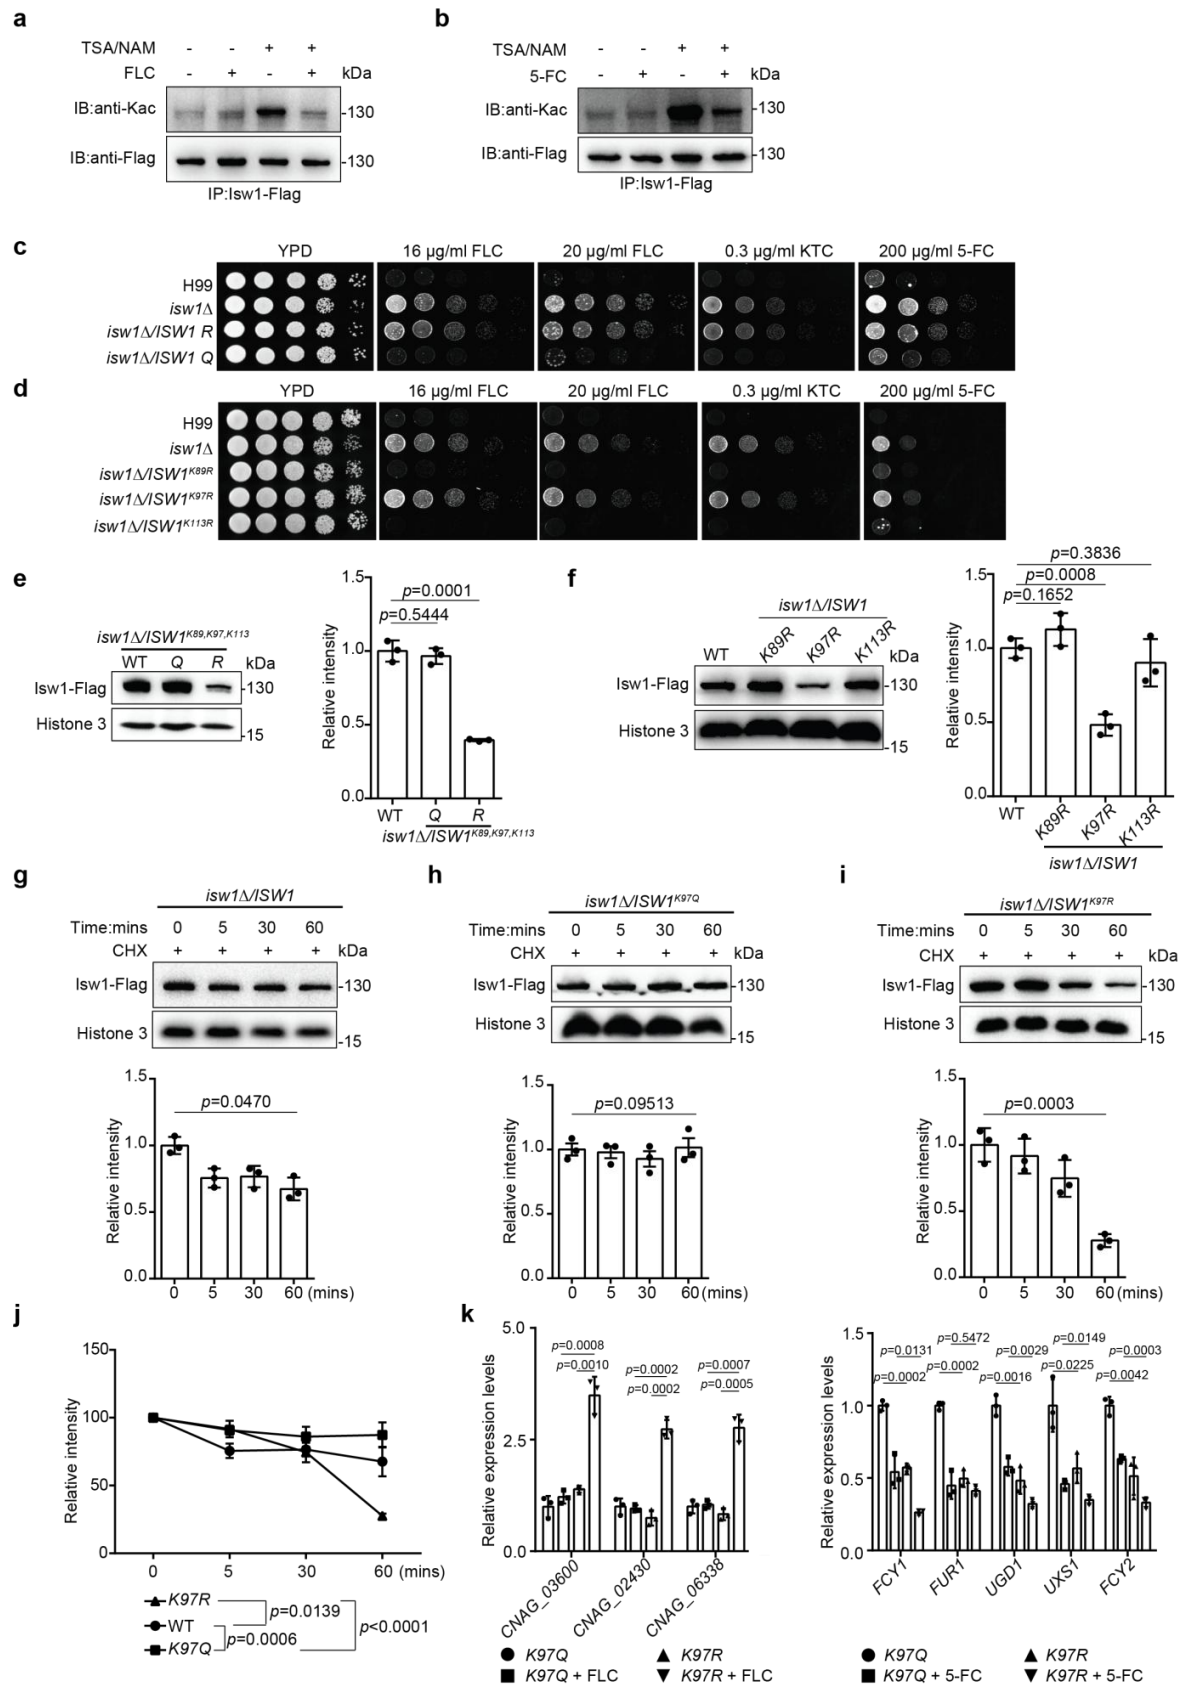 a
TSA/NAM - - + +
FLC - + - + kDa
IB:anti-Kac -130
IB:anti-Flag -130
IP:Isw1-Flag
b
TSA/NAM - - + +
5-FC - + - + kDa
IB:anti-Kac -130
IB:anti-Flag -130
IP:Isw1-Flag
c
YPD 16 µg/ml FLC 20 µg/ml FLC 0.3 µg/ml KTC 200 µg/ml 5-FC
H99
isw1Δ
isw1Δ/ISW1 R
isw1Δ/ISW1 Q
d
YPD 16 µg/ml FLC 20 µg/ml FLC 0.3 µg/ml KTC 200 µg/ml 5-FC
H99
isw1Δ
isw1Δ/ISW1K89R
isw1Δ/ISW1K97R
isw1Δ/ISW1K113R
e
isw1Δ/ISW1K89,K97,K113
WT Q R kDa
Isw1-Flag -130
Histone 3 -15
Relative intensity
1.5
1.0
0.5
0.0
p=0.0001
p=0.5444
WT Q R
isw1Δ/ISW1K89,K97,K113
f
isw1Δ/ISW1
WT K89R K97R K113R kDa
Isw1-Flag -130
Histone 3 -15
Relative intensity
1.5
1.0
0.5
0.0
p=0.3836
p=0.0008
p=0.1652
WT K89R K97R K113R
isw1Δ/ISW1
g
isw1Δ/ISW1
Time:mins 0 5 30 60
CHX + + + + kDa
Isw1-Flag -130
Histone 3 -15
Relative intensity
1.5
1.0
0.5
0.0
p=0.0470
0 5 30 60 (mins)
h
isw1Δ/ISW1K97Q
Time:mins 0 5 30 60
CHX + + + + kDa
Isw1-Flag -130
Histone 3 -15
Relative intensity
1.5
1.0
0.5
0.0
p=0.09513
0 5 30 60 (mins)
i
isw1Δ/ISW1K97R
Time:mins 0 5 30 60
CHX + + + + kDa
Isw1-Flag -130
Histone 3 -15
Relative intensity
1.5
1.0
0.5
0.0
p=0.0003
0 5 30 60 (mins)
j
Relative intensity
150
100
50
0
0 5 30 60 (mins)
K97R
WT
K97Q
p=0.0139
p=0.0006
p<0.0001
k
Relative expression levels
5.0
2.5
0.0
p=0.0008
p=0.0010
p=0.0002
p=0.0002
p=0.0007
p=0.0005
CNAG_03600 CNAG_02430 CNAG_06338
K97Q K97R
K97Q + FLC K97R + FLC
Relative expression levels
1.5
1.0
0.5
0.0
p=0.0131 p=0.5472 p=0.0029 p=0.0149 p=0.0003
p=0.0002 p=0.0002 p=0.0016 p=0.0225 p=0.0042
FCY1 FUR1 UGD1 UXS1 FCY2
K97Q K97R
K97Q + 5-FC K97R + 5-FC